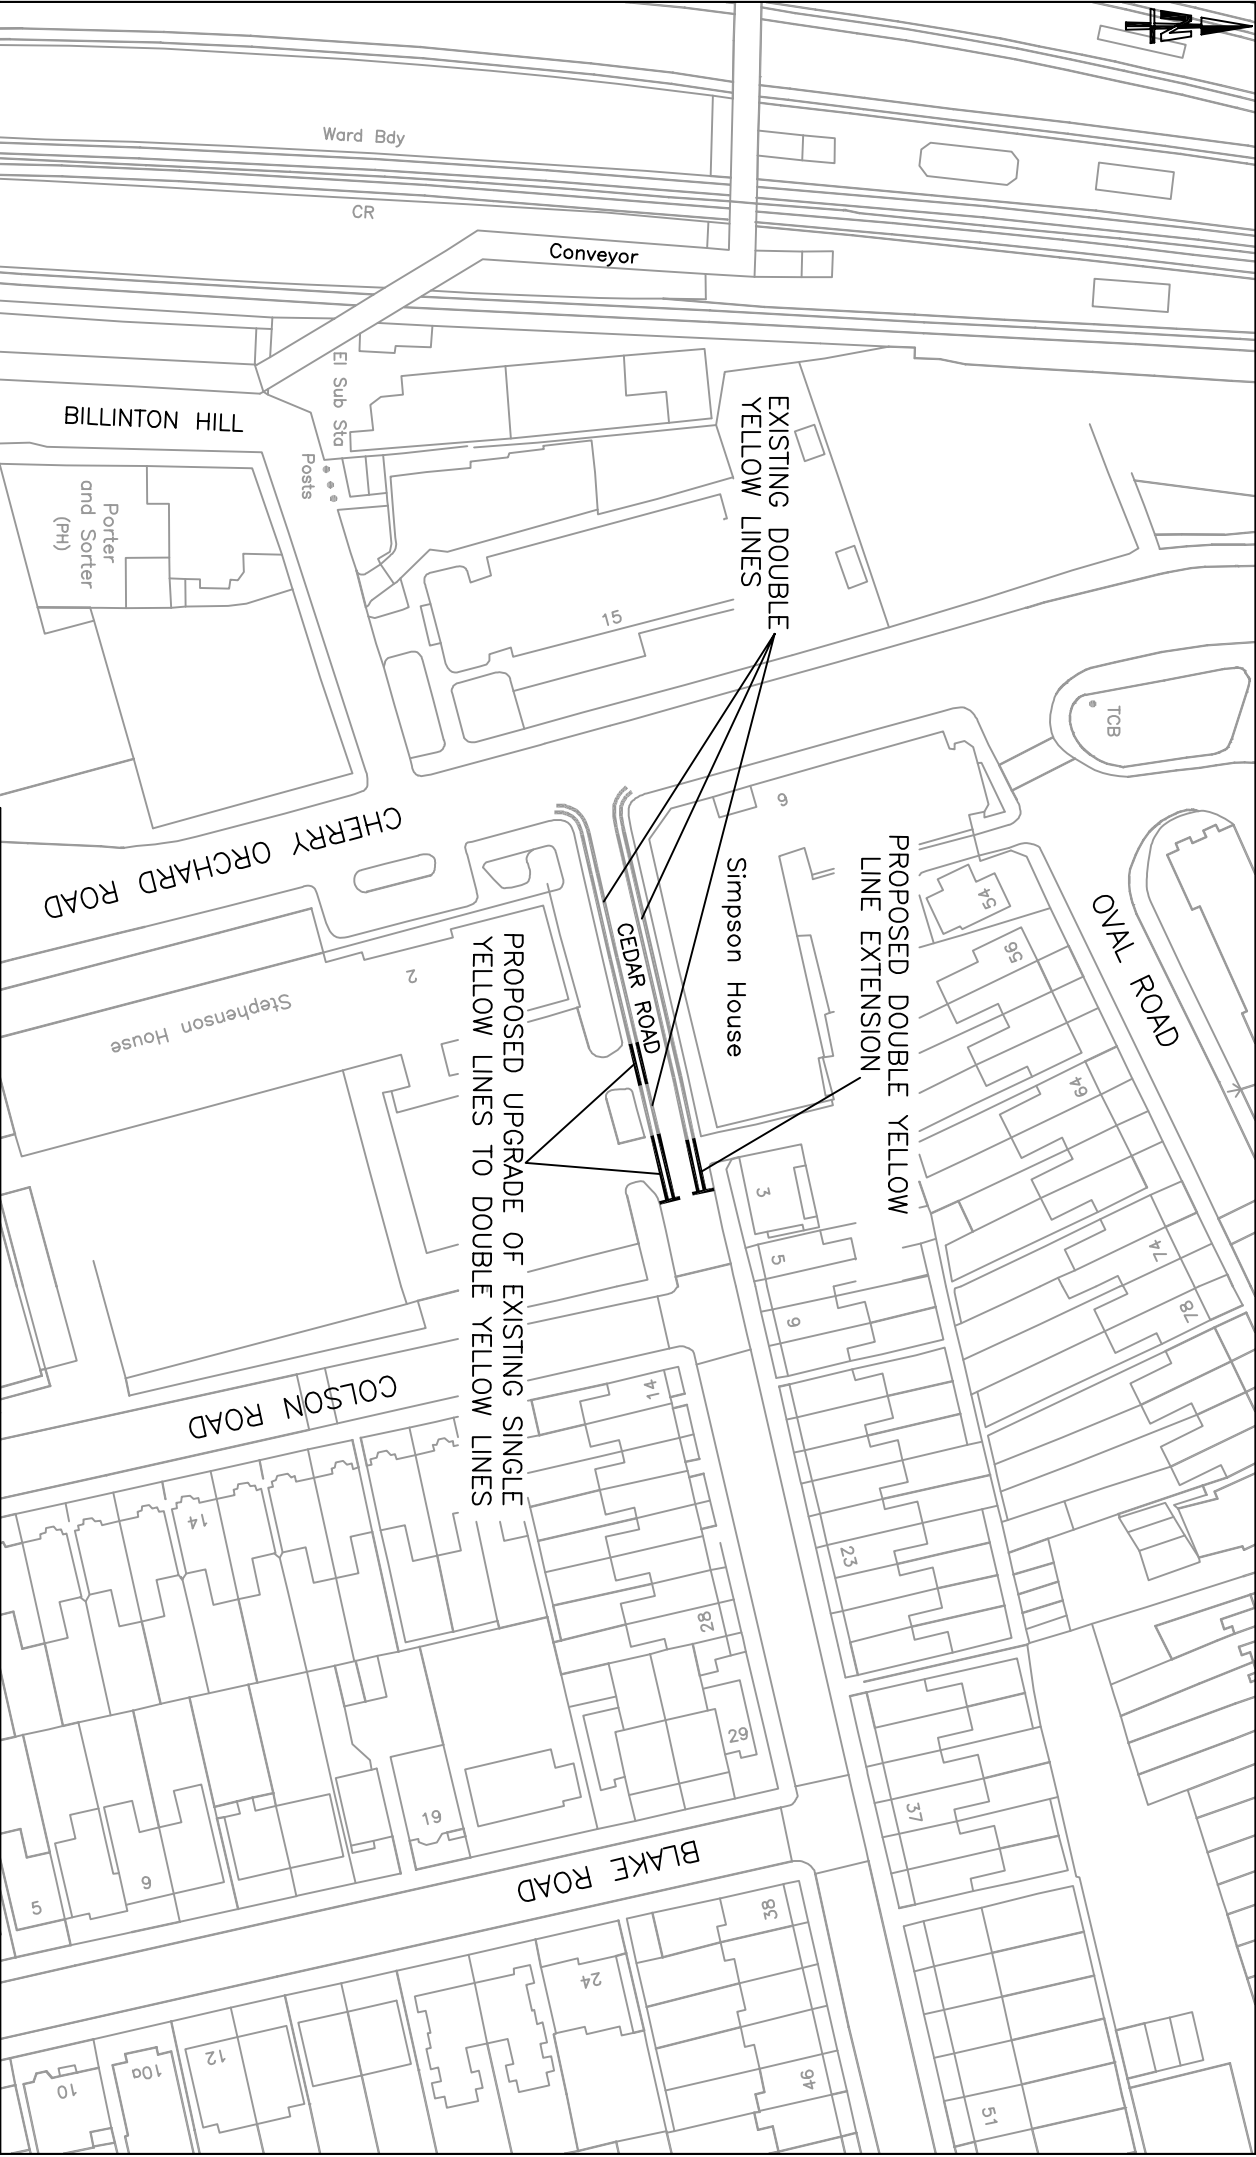 N
Ward Bdy
CR
Conveyor
El Sub Sta
BILLINTON HILL
Posts
Porter
and Sorter
(PH)
EXISTING DOUBLE
YELLOW LINES
15
TCB
6
CHERRY ORCHARD ROAD
Simpson House
CEDAR ROAD
PROPOSED DOUBLE YELLOW
LINE EXTENSION
54
56
64
74
78
OVAL ROAD
2
Stephenson House
PROPOSED UPGRADE OF EXISTING SINGLE
YELLOW LINES TO DOUBLE YELLOW LINES
3
5
9
COLSON ROAD
14
14
23
28
29
37
19
9
5
BLAKE ROAD
38
24
46
51
12
10a
10